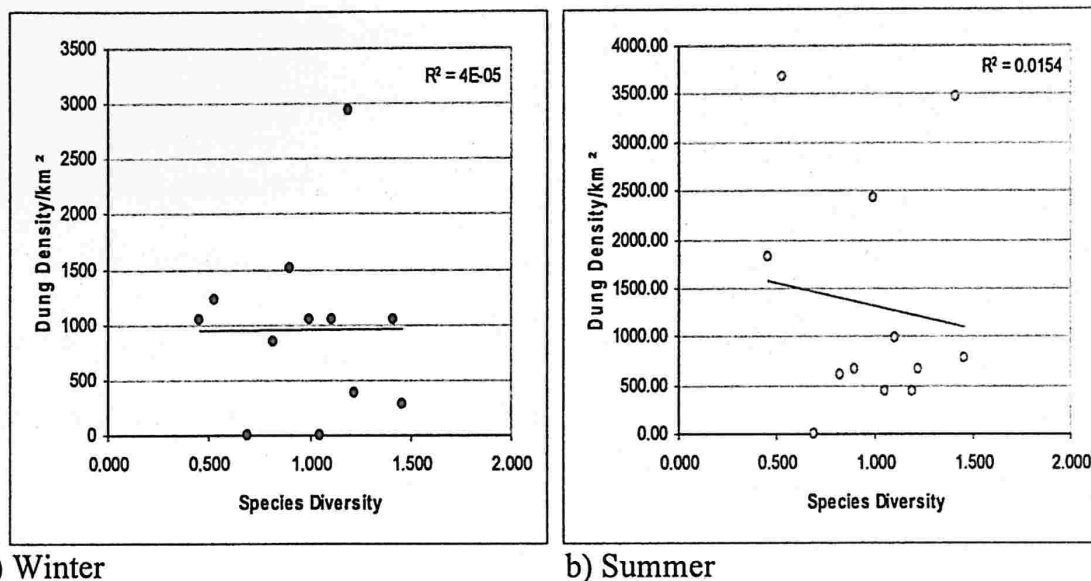 R² = 4E-05
Dung Density/km ²
3500
3000
2500
2000
1500
1000
500
0
0.000 0.500 1.000 1.500 2.000
Species Diversity
) Winter
R² = 0.0154
Dung Density/km ²
4000.00
3500.00
3000.00
2500.00
2000.00
1500.00
1000.00
500.00
0.00
0.000 0.500 1.000 1.500 2.000
Species Diversity
b) Summer